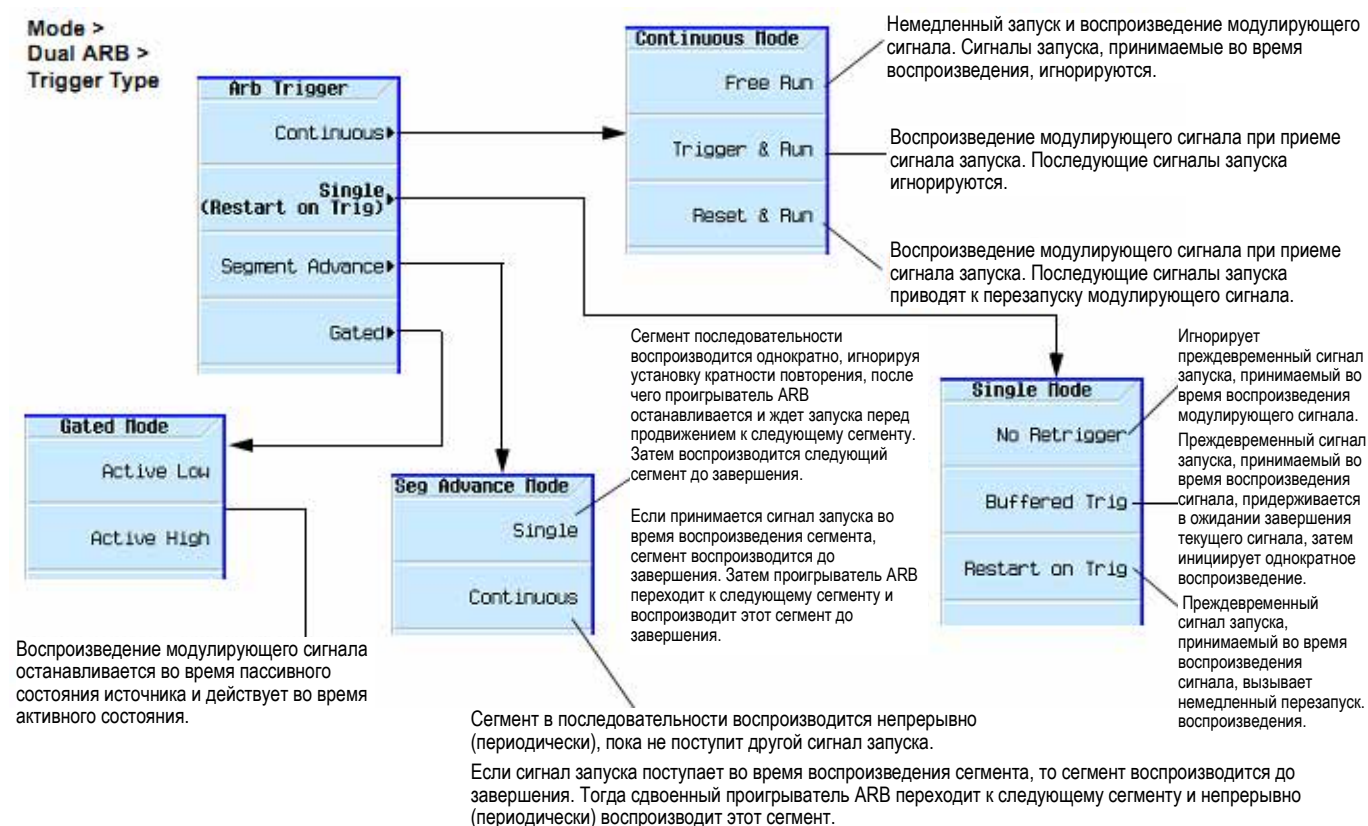 Mode >
Dual ARB >
Trigger Type
Arb Trigger
Continuous
Single
(Restart on Trig)
Segment Advance
Gated
Continuous Mode
Free Run
Trigger & Run
Reset & Run
Немедленный запуск и воспроизведение модулирующего
сигнала. Сигналы запуска, принимаемые во время
воспроизведения, игнорируются.
Воспроизведение модулирующего сигнала при приеме
сигнала запуска. Последующие сигналы запуска
игнорируются.
Воспроизведение модулирующего сигнала при приеме
сигнала запуска. Последующие сигналы запуска
приводят к перезапуску модулирующего сигнала.
Gated Mode
Active Low
Active High
Воспроизведение модулирующего сигнала
останавливается во время пассивного
состояния источника и действует во время
активного состояния.
Seg Advance Mode
Single
Continuous
Сегмент последовательности
воспроизводится однократно, игнорируя
установку кратности повторения, после
чего проигрыватель ARB
останавливается и ждет запуска перед
продвижением к следующему сегменту.
Затем воспроизводится следующий
сегмент до завершения.
Если принимается сигнал запуска во
время воспроизведения сегмента,
сегмент воспроизводится до
завершения. Затем проигрыватель ARB
переходит к следующему сегменту и
воспроизводит этот сегмент до
завершения.
Single Mode
No Retrigger
Buffered Trig
Restart on Trig
Игнорирует
преждевременный сигнал
запуска, принимаемый во
время воспроизведения
модулирующего сигнала.
Преждевременный сигнал
запуска, принимаемый во
время воспроизведения
сигнала, придерживается
в ожидании завершения
текущего сигнала, затем
инициирует однократное
воспроизведение.
Преждевременный
сигнал запуска,
принимаемый во время
воспроизведения
сигнала, вызывает
немедленный перезапуск.
воспроизведения.
Сегмент в последовательности воспроизводится непрерывно
(периодически), пока не поступит другой сигнал запуска.
Если сигнал запуска поступает во время воспроизведения сегмента, то сегмент воспроизводится до
завершения. Тогда сдвоенный проигрыватель ARB переходит к следующему сегменту и непрерывно
(периодически) воспроизводит этот сегмент.